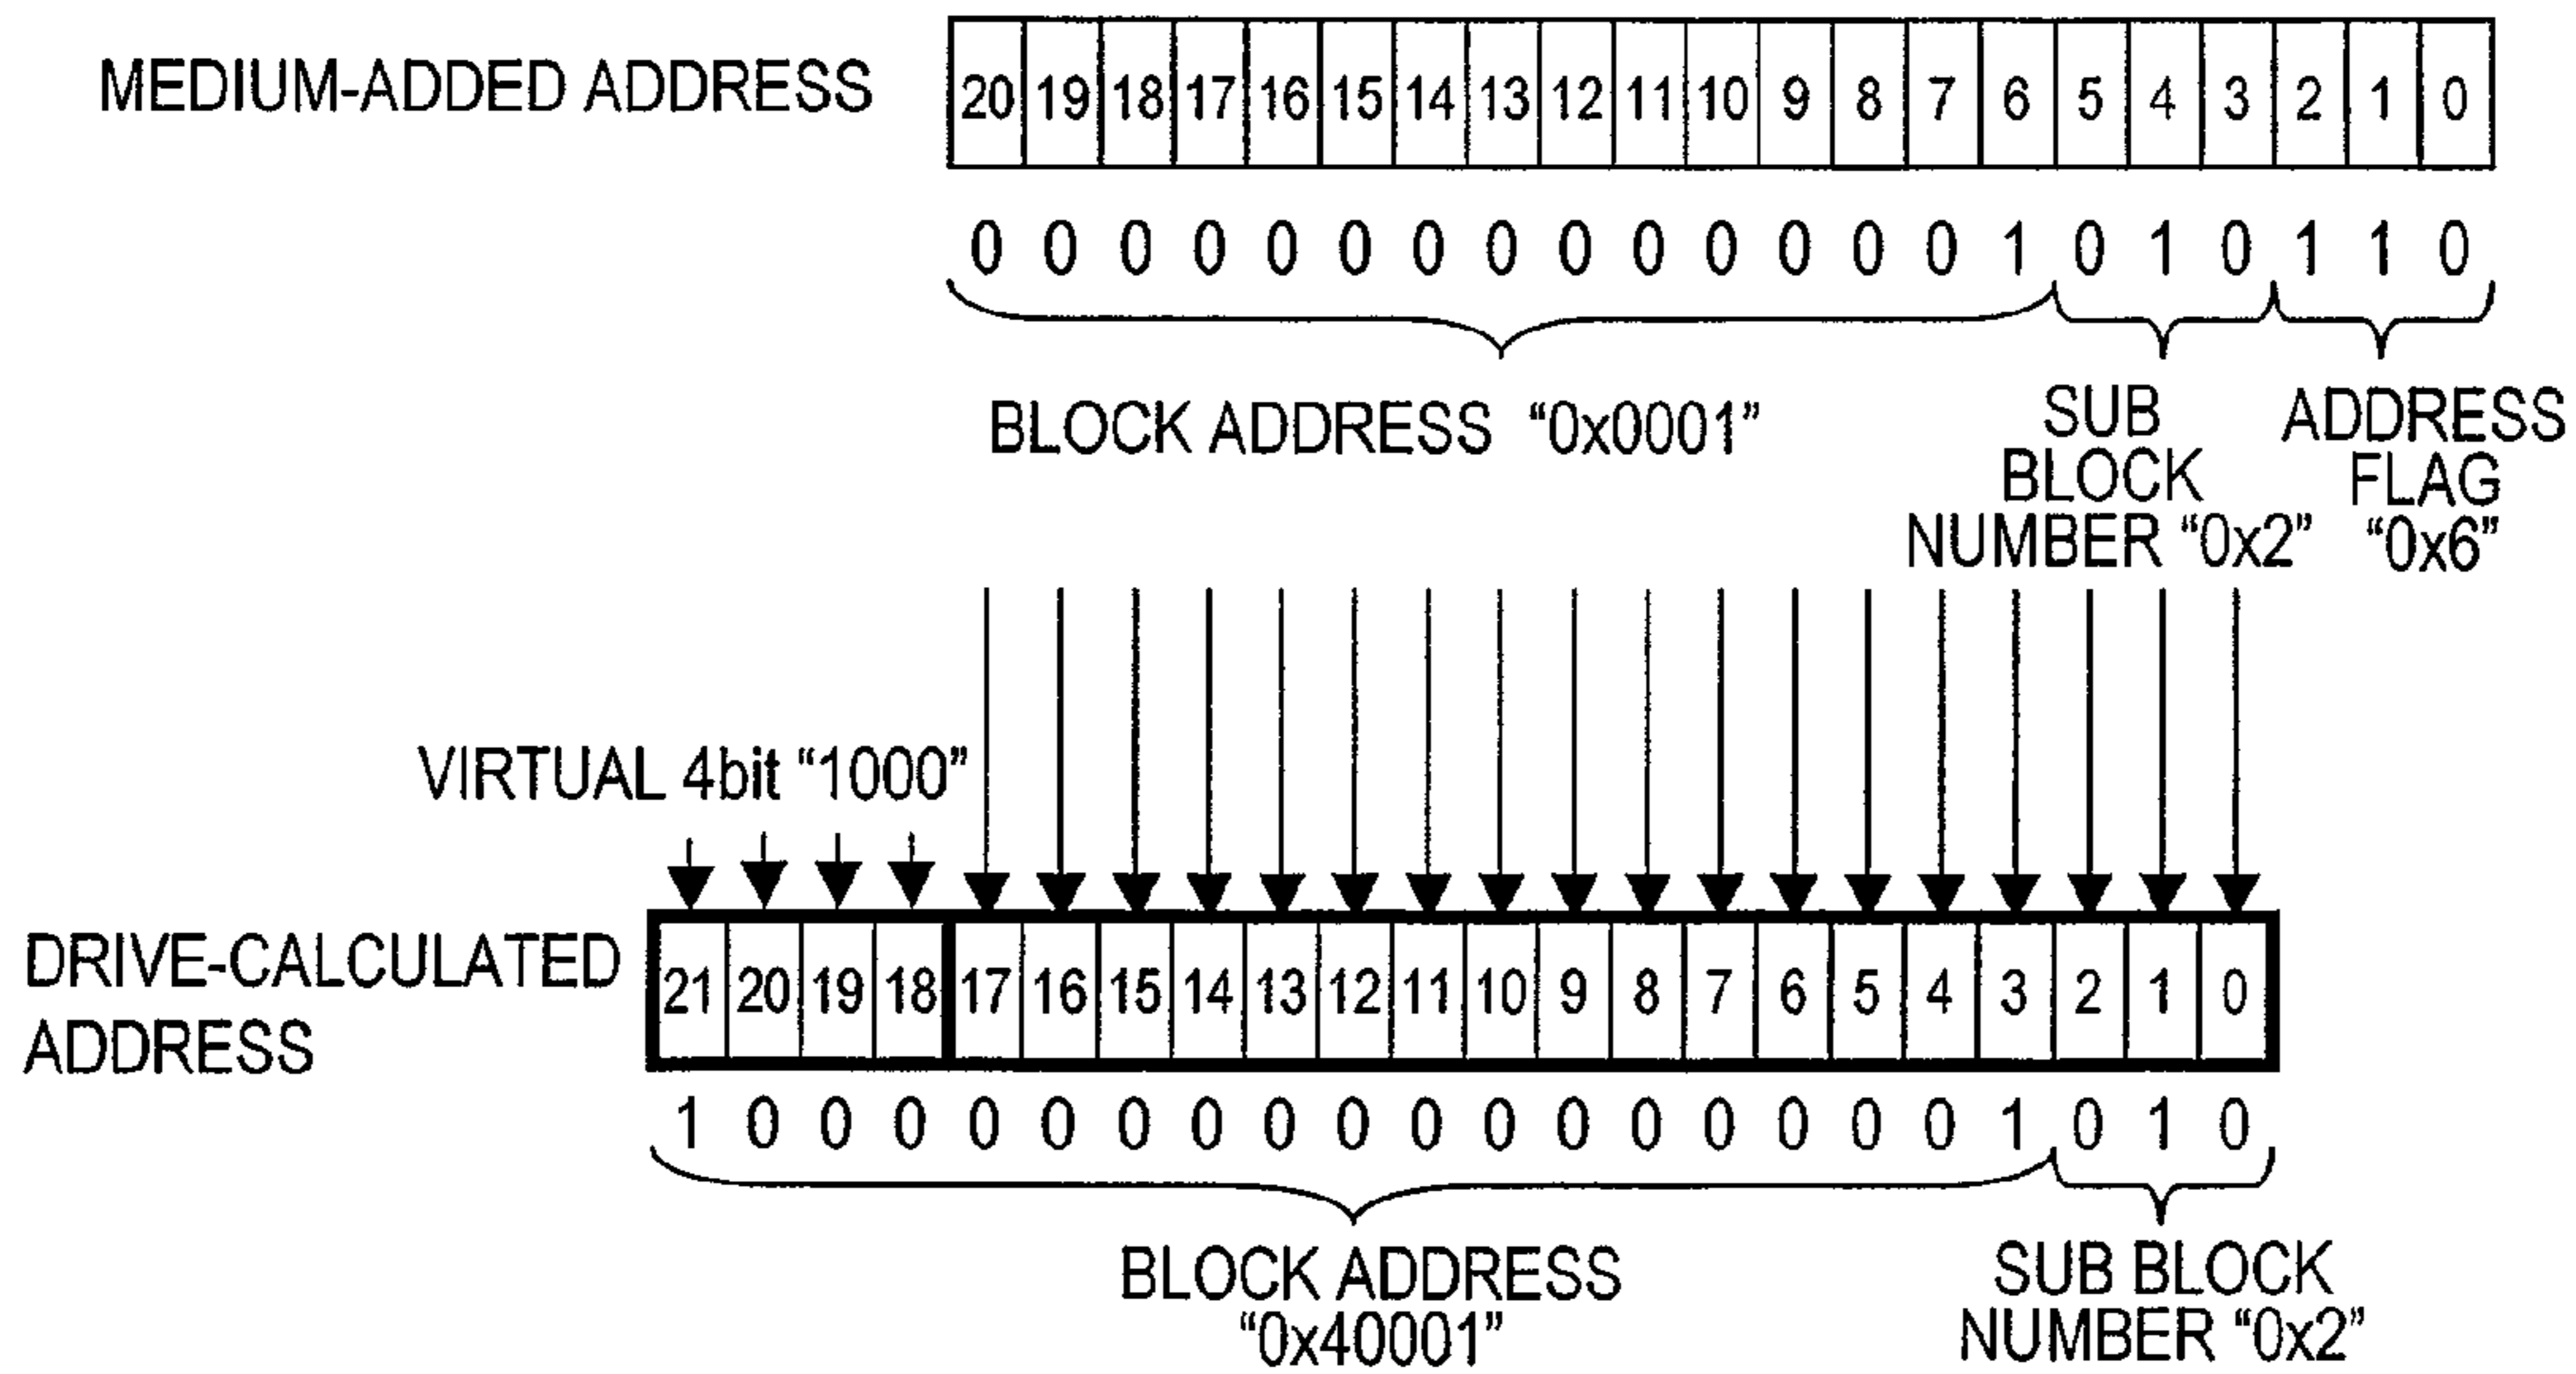 MEDIUM-ADDED ADDRESS
20 19 18 17 16 15 14 13 12 11 10 9 8 7 6 5 4 3 2 1 0
0 0 0 0 0 0 0 0 0 0 0 0 0 0 1 0 1 0 1 1 0
BLOCK ADDRESS “0x0001”
SUB
BLOCK
NUMBER “0x2”
ADDRESS
FLAG
“0x6”
VIRTUAL 4bit “1000”
DRIVE-CALCULATED
ADDRESS
21 20 19 18 17 16 15 14 13 12 11 10 9 8 7 6 5 4 3 2 1 0
1 0 0 0 0 0 0 0 0 0 0 0 0 0 0 0 0 0 1 0 1 0
BLOCK ADDRESS
“0x40001”
SUB BLOCK
NUMBER “0x2”